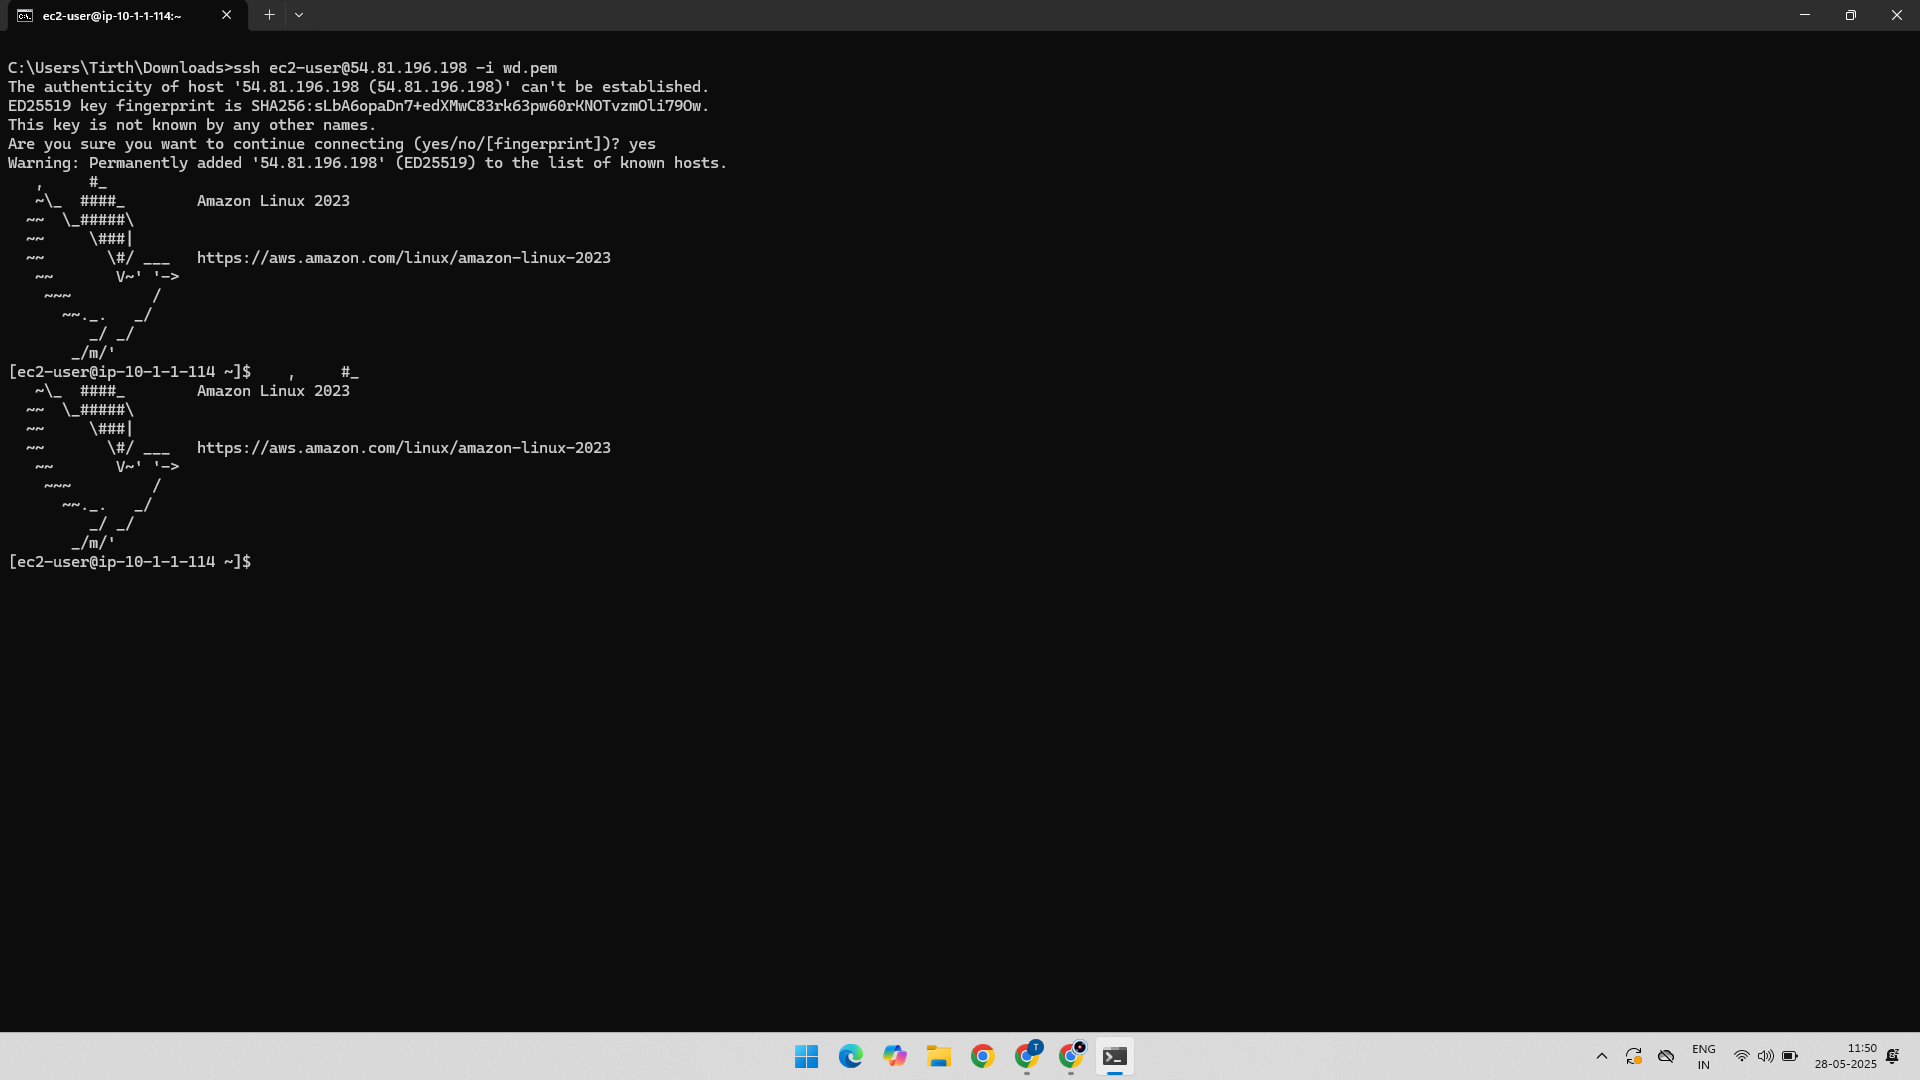 ec2-user@ip-10-1-1-114:~
C:\Users\Tirth\Downloads>ssh ec2-user@54.81.196.198 -i wd.pem
The authenticity of host '54.81.196.198 (54.81.196.198)' can't be established.
ED25519 key fingerprint is SHA256:sLbA6opaDn7+edXMwC83rk63pw60rKNOTvzmOli79Ow.
This key is not known by any other names.
Are you sure you want to continue connecting (yes/no/[fingerprint])? yes
Warning: Permanently added '54.81.196.198' (ED25519) to the list of known hosts.
   ,     #_
   ~\_  ####_        Amazon Linux 2023
  ~~  \_#####\
  ~~     \###|
  ~~       \#/ ___   https://aws.amazon.com/linux/amazon-linux-2023
   ~~       V~' '->
    ~~~         /
      ~~._.   _/
         _/ _/
       _/m/'
[ec2-user@ip-10-1-1-114 ~]$    ,     #_
   ~\_  ####_        Amazon Linux 2023
  ~~  \_#####\
  ~~     \###|
  ~~       \#/ ___   https://aws.amazon.com/linux/amazon-linux-2023
   ~~       V~' '->
    ~~~         /
      ~~._.   _/
         _/ _/
       _/m/'
[ec2-user@ip-10-1-1-114 ~]$
T
ENG
IN
11:50
28-05-2025